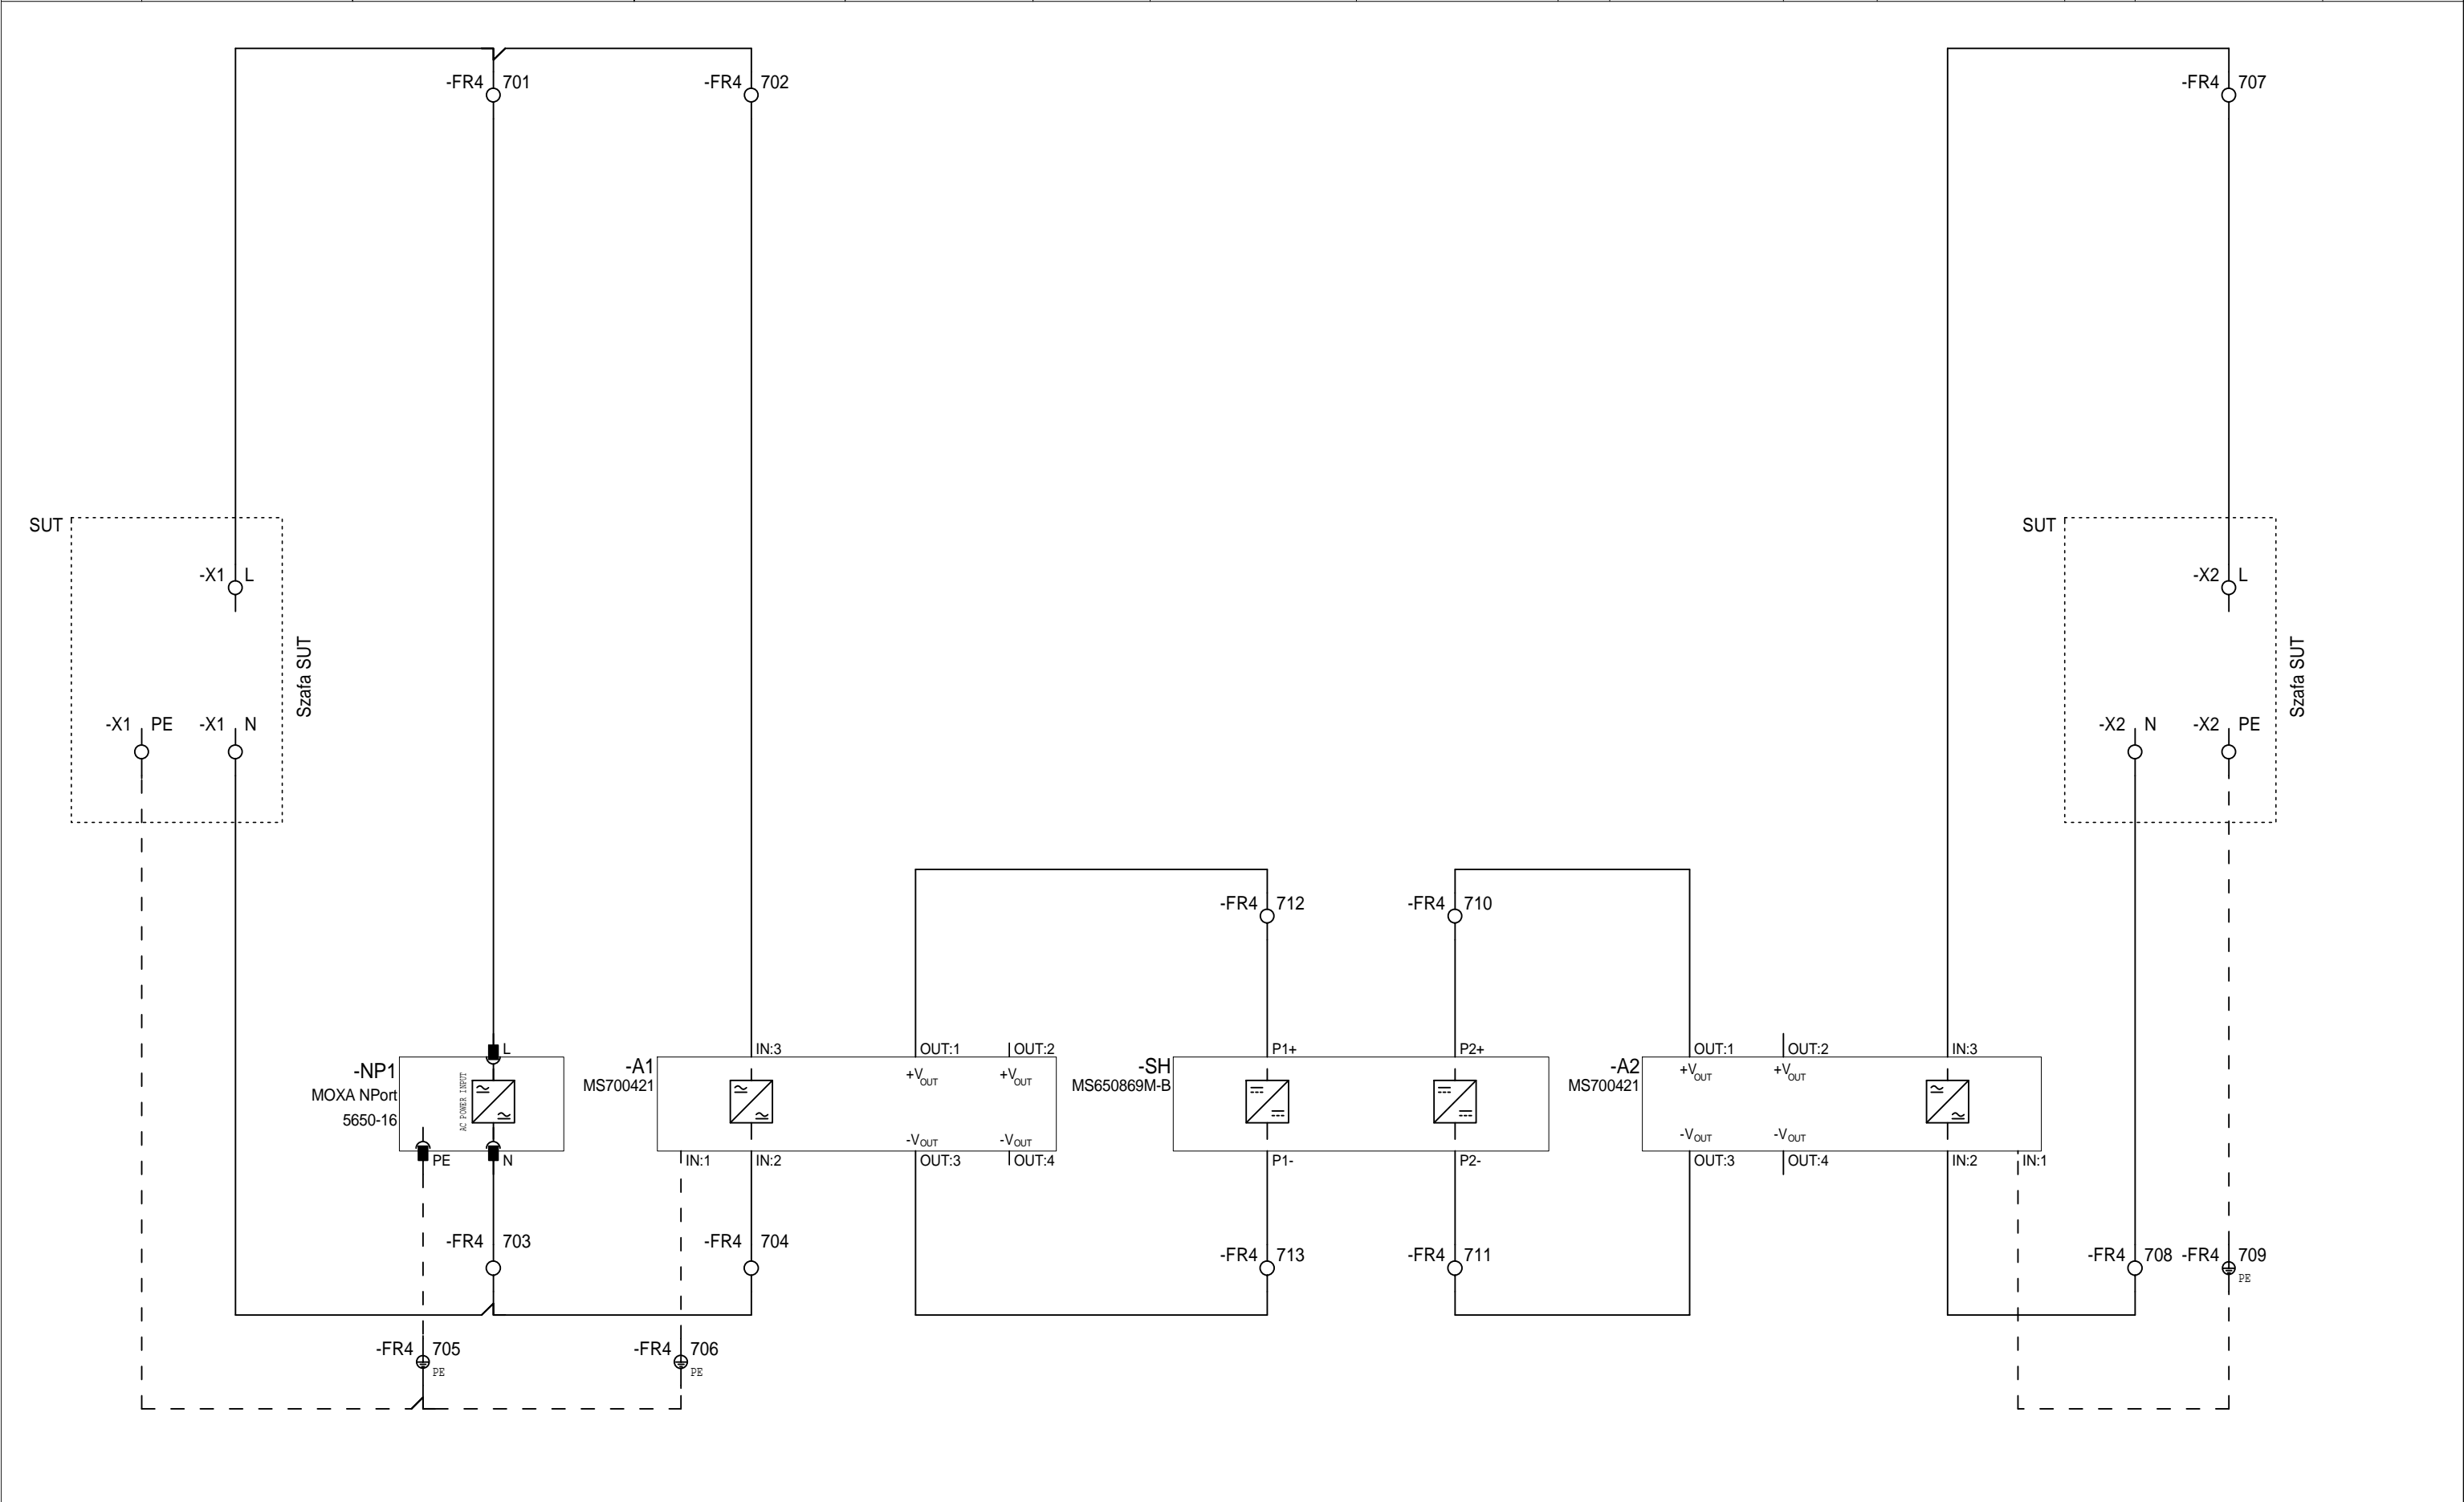 -FR4 701
-FR4 702
-FR4 707
SUT
-X1 L
Szafa SUT
-X1 PE
-X1 N
SUT
-X2 L
Szafa SUT
-X2 N
-X2 PE
-FR4 712
-FR4 710
-NP1
MOXA NPort
5650-16
AC POWER INPUT
L
PE
N
-A1
MS700421
IN:3
OUT:1
OUT:2
+VOUT
+VOUT
-VOUT
-VOUT
IN:1
IN:2
OUT:3
OUT:4
-SH
MS650869M-B
P1+
P2+
P1-
P2-
-A2
MS700421
OUT:1
OUT:2
IN:3
+VOUT
+VOUT
-VOUT
-VOUT
OUT:3
OUT:4
IN:2
IN:1
-FR4 703
-FR4 704
-FR4 713
-FR4 711
-FR4 708
-FR4 709
PE
-FR4 705
PE
-FR4 706
PE